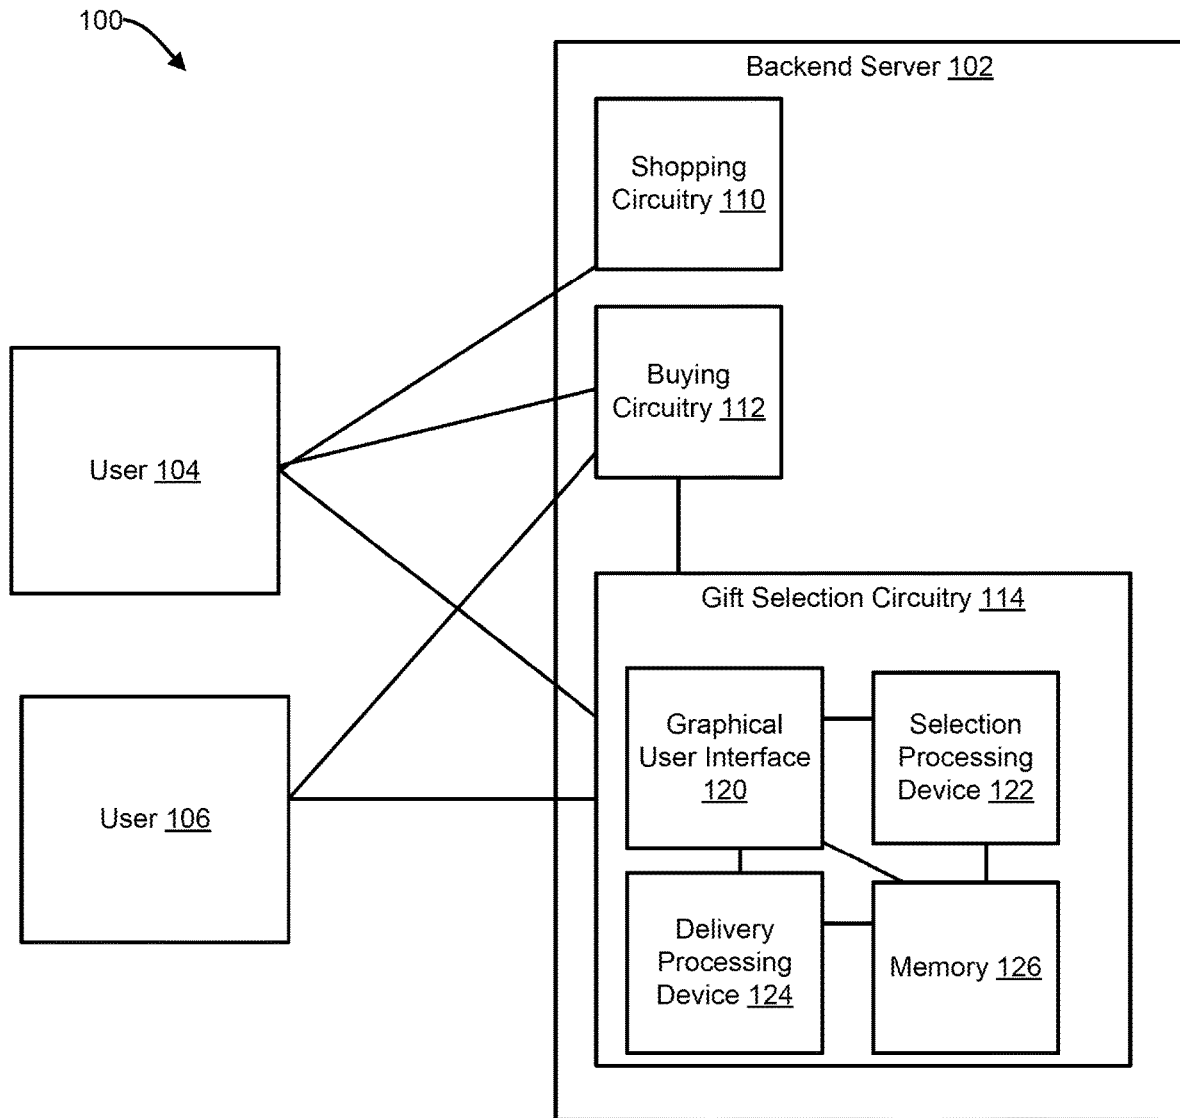 100
Backend Server 102
Shopping
Circuitry 110
Buying
Circuitry 112
User 104
Gift Selection Circuitry 114
Graphical
User Interface
120
Selection
Processing
Device 122
User 106
Delivery
Processing
Device 124
Memory 126